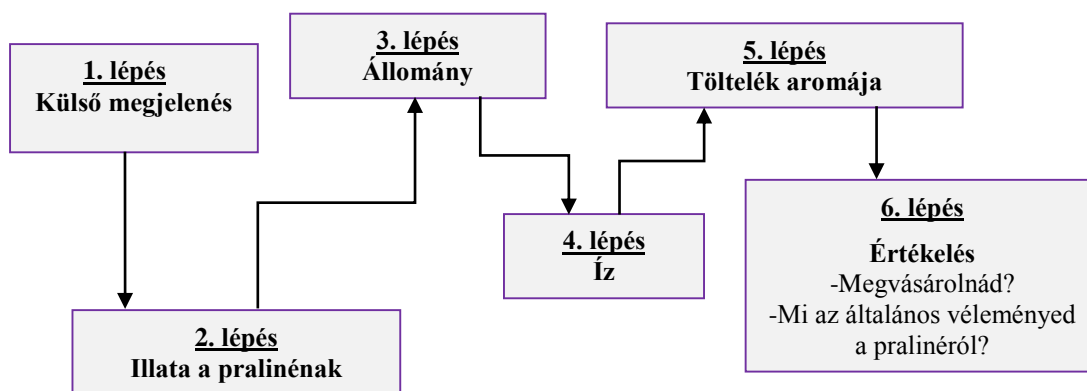 1. lépés
Külső megjelenés
2. lépés
Illata a pralinénak
3. lépés
Állomány
4. lépés
Íz
5. lépés
Töltelék aromája
6. lépés
Értékelés
-Megvásárolnád?
-Mi az általános véleményed
a pralinéról?